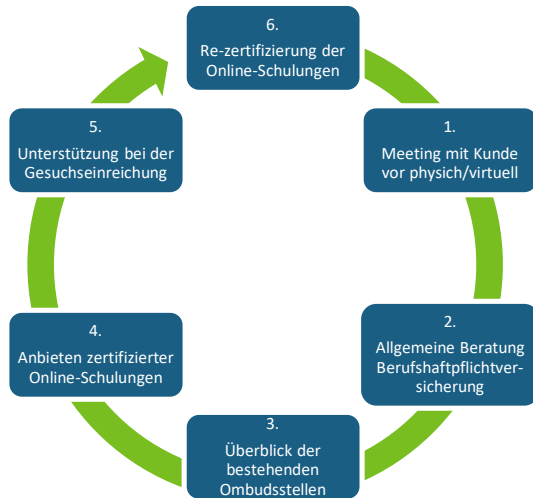 6.
Re-zertifizierung der
Online-Schulungen
1.
Meeting mit Kunde
vor physich/virtuell
2.
Allgemeine Beratung
Berufshaftpflichtver-
sicherung
3.
Überblick der
bestehenden
Ombudsstellen
4.
Anbieten zertifizierter
Online-Schulungen
5.
Unterstützung bei der
Gesuchseinreichung